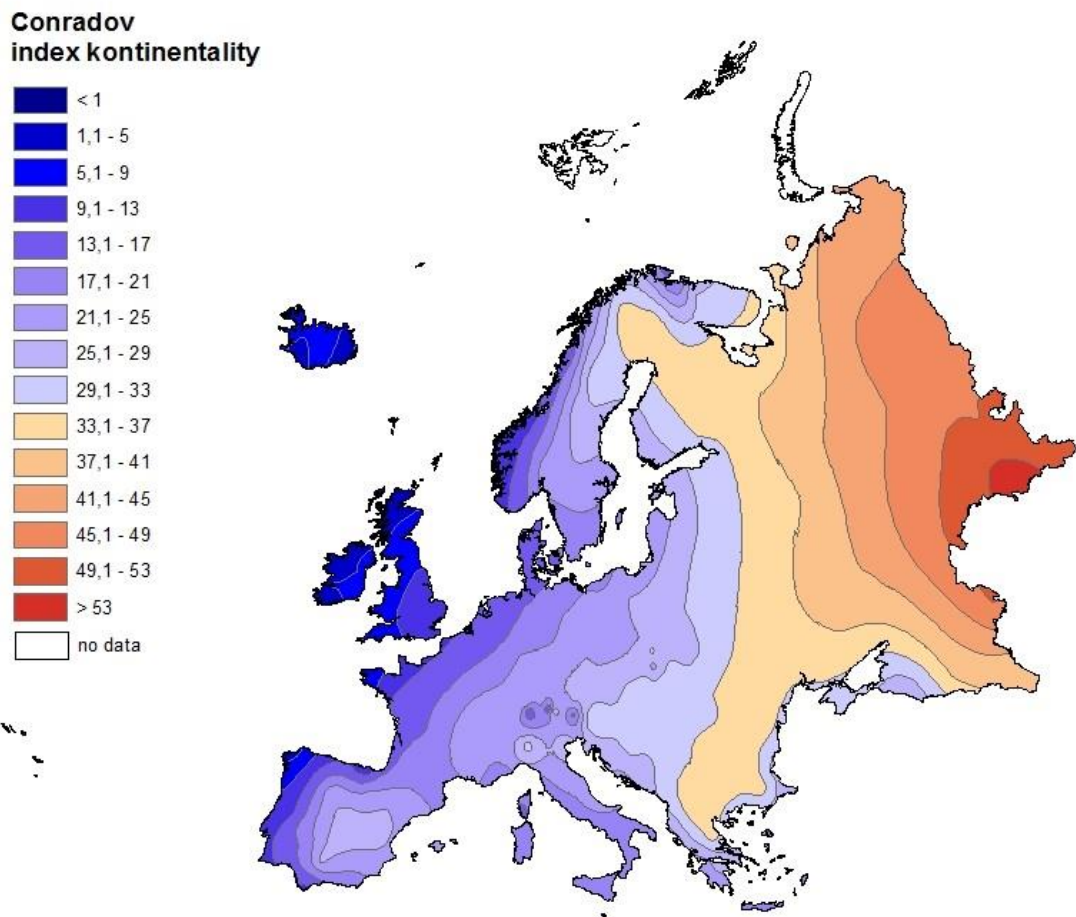 Conradov
index kontinentality
< 1
1,1 - 5
5,1 - 9
9,1 - 13
13,1 - 17
17,1 - 21
21,1 - 25
25,1 - 29
29,1 - 33
33,1 - 37
37,1 - 41
41,1 - 45
45,1 - 49
49,1 - 53
> 53
no data